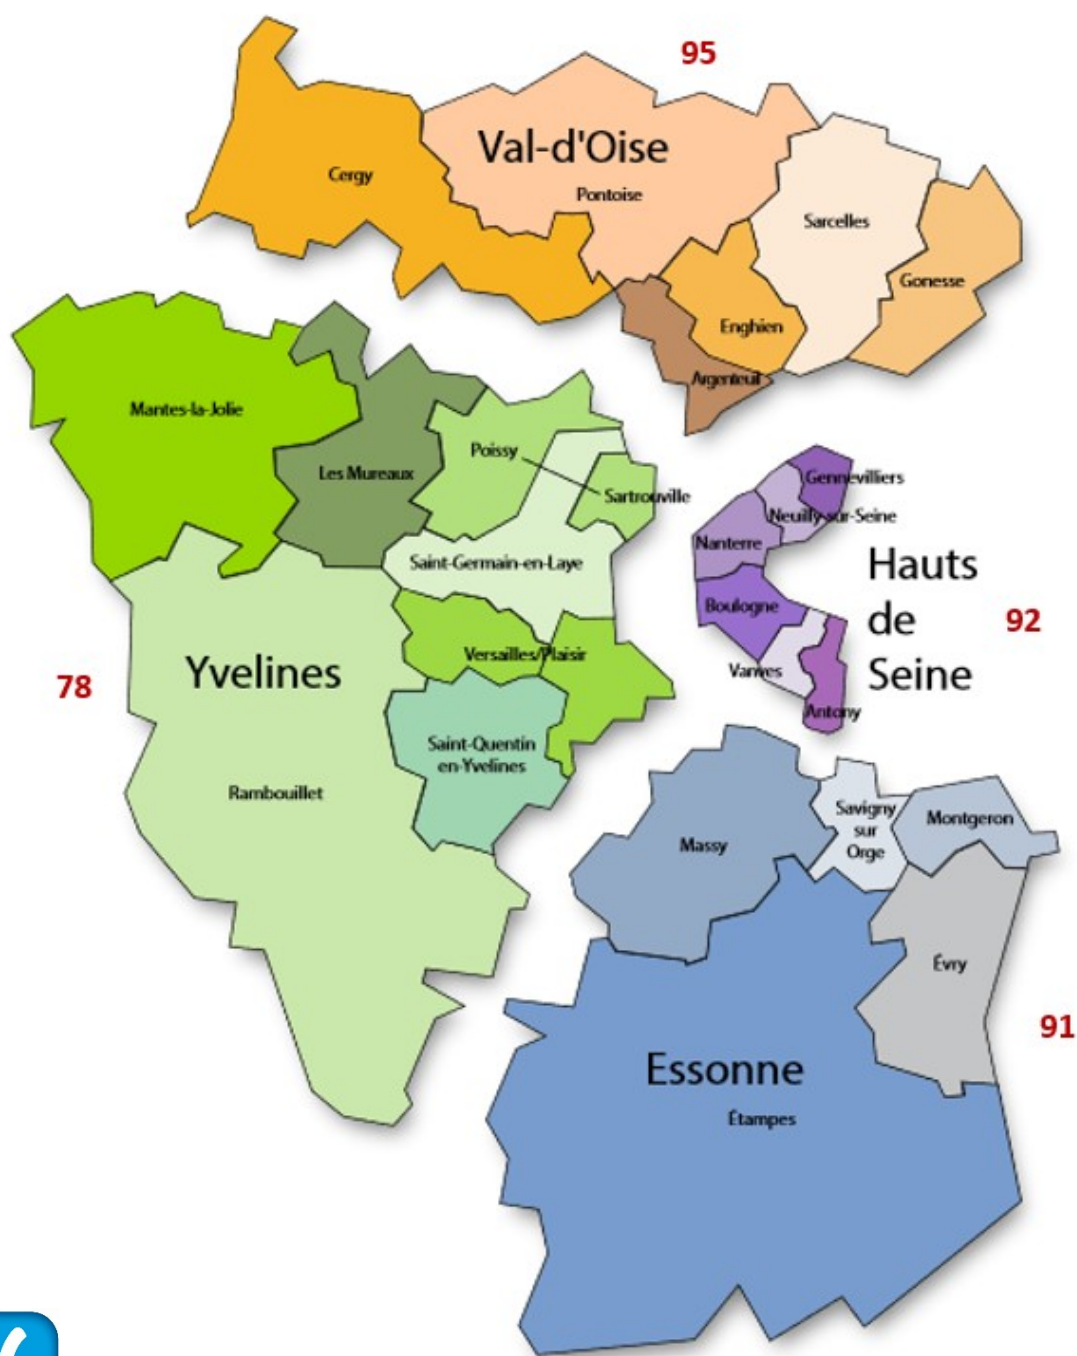 95
Val-d'Oise
Cergy
Pontoise
Sarcelles
Gonesse
Enghien
Argenteuil
Mantes-la-Jolie
Les Mureaux
Poissy
Sartrouville
Saint-Germain-en-Laye
Versailles/Plaisir
Yvelines
78
Saint-Quentin
en-Yvelines
Rambouillet
Gennevilliers
Neuilly-sur-Seine
Nanterre
Boulogne
Vanves
Antony
Hauts
de
Seine
92
Massy
Savigny
sur
Orge
Montgeron
Évry
91
Essonne
Étampes